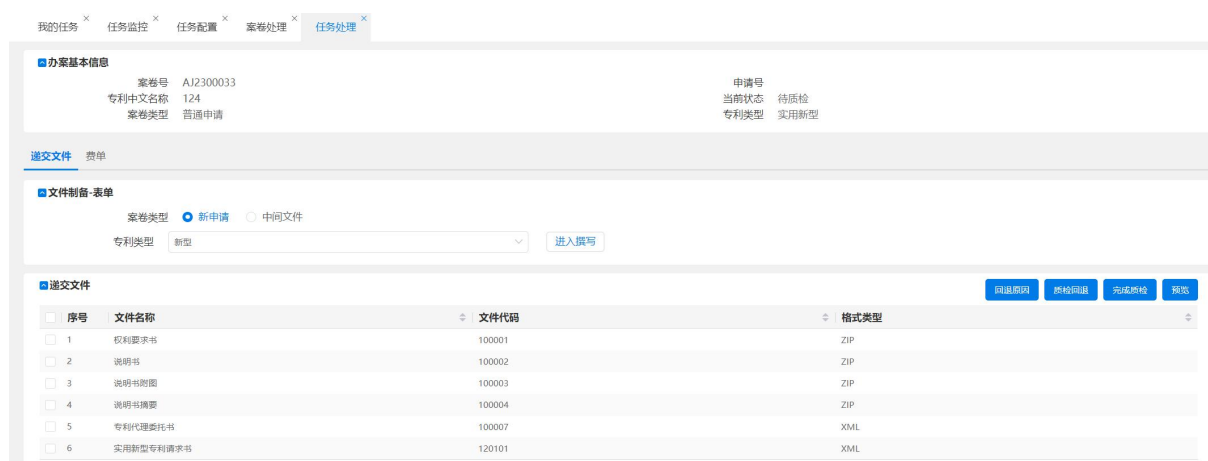 我的任务 任务监控 任务配置 案卷处理 任务处理
办案基本信息
案卷号 AJ2300033 申请号
专利中文名称 124 当前状态 待质检
案卷类型 普通申请 专利类型 实用新型
递交文件 费单
文件制备-表单
案卷类型 新申请 中间文件
专利类型 新型 进入撰写
递交文件 回退原因 质检回退 完成质检 预览
序号 文件名称 文件代码 格式类型
1 权利要求书 100001 ZIP
2 说明书 100002 ZIP
3 说明书附图 100003 ZIP
4 说明书摘要 100004 ZIP
5 专利代理委托书 100007 XML
6 实用新型专利请求书 120101 XML